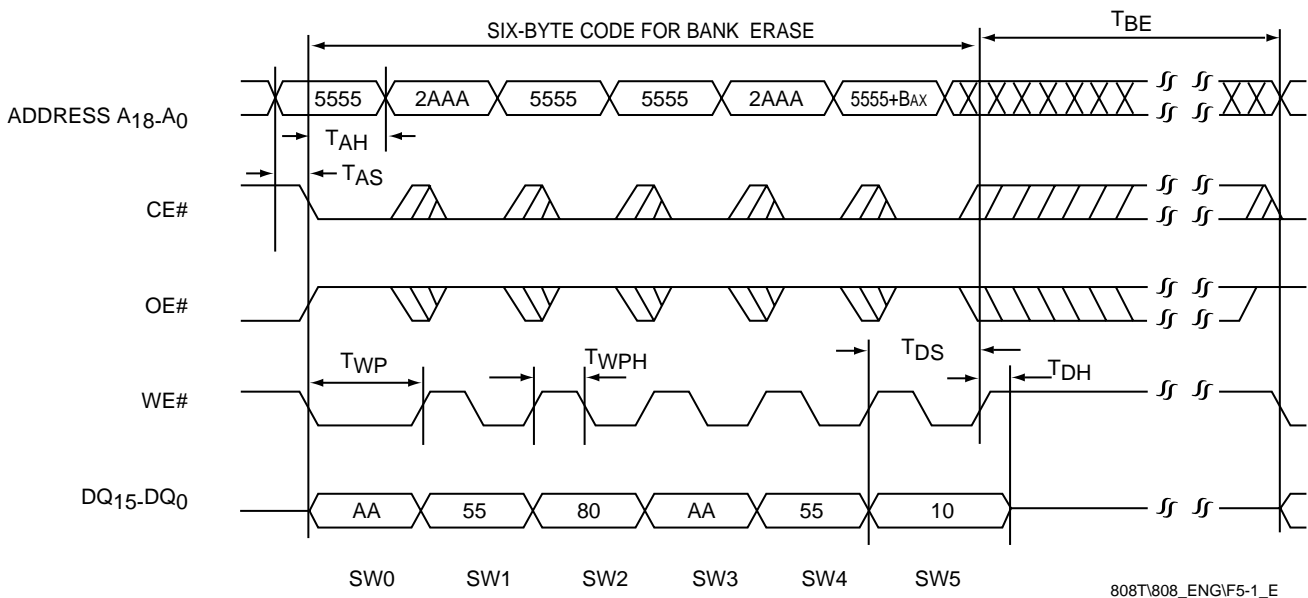 SIX-BYTE CODE FOR BANK ERASE
TBE
ADDRESS A18-A0
5555 2AAA 5555 5555 2AAA 5555+BAX
TAH
TAS
CE#
OE#
TWP TWPH TDS
TDH
WE#
DQ15-DQ0
AA 55 80 AA 55 10
SW0 SW1 SW2 SW3 SW4 SW5
808T\808_ENG\F5-1_E